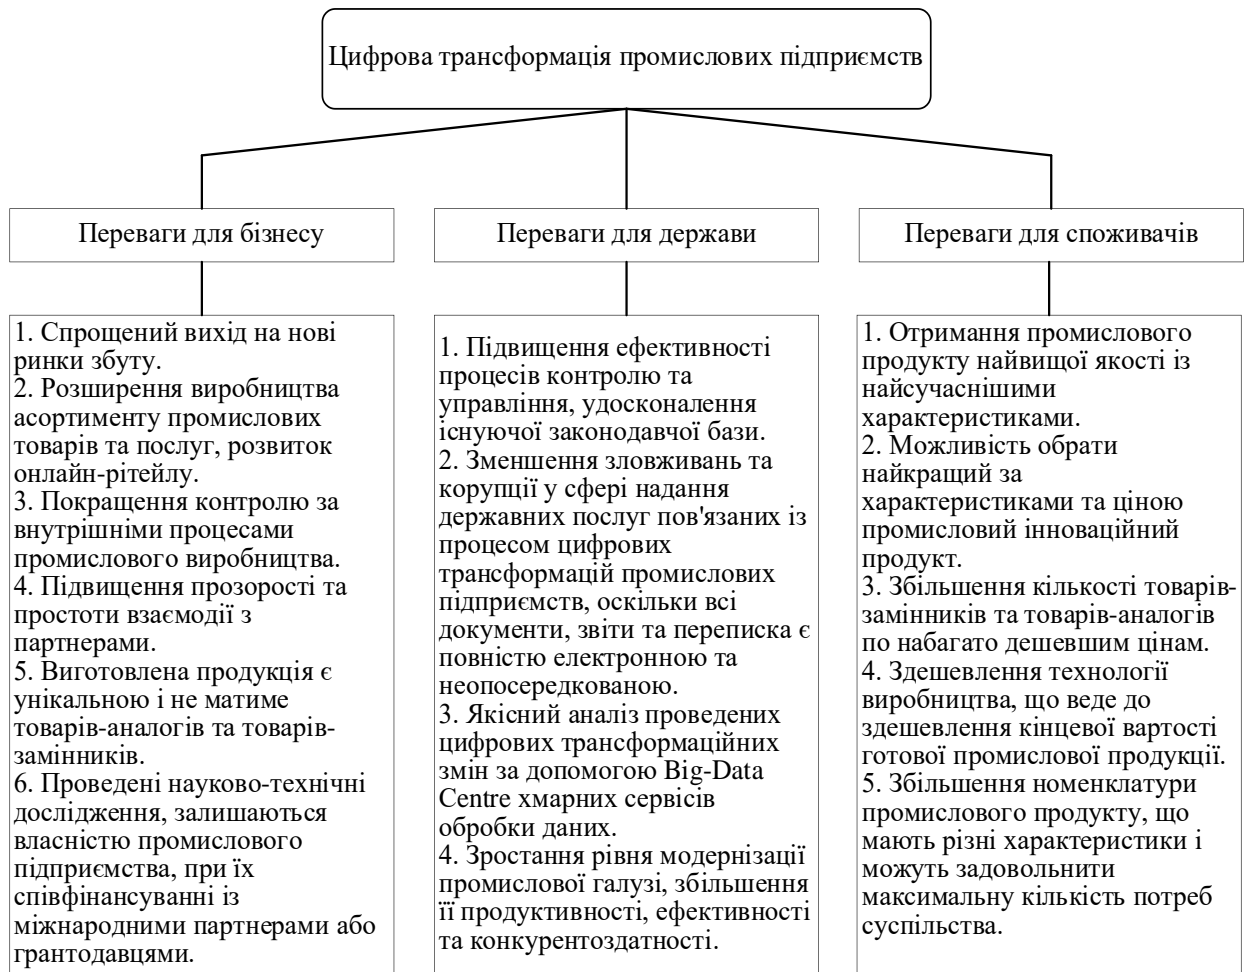 Цифрова трансформація промислових підприємств
Переваги для бізнесу
1. Спрощений вихід на нові
ринки збуту.
2. Розширення виробництва
асортименту промислових
товарів та послуг, розвиток
онлайн-рітейлу.
3. Покращення контролю за
внутрішніми процесами
промислового виробництва.
4. Підвищення прозорості та
простоти взаємодії з
партнерами.
5. Виготовлена продукція є
унікальною і не матиме
товарів-аналогів та товарів-
замінників.
6. Проведені науково-технічні
дослідження, залишаються
власністю промислового
підприємства, при їх
співфінансуванні із
міжнародними партнерами або
грантодавцями.
Переваги для держави
1. Підвищення ефективності
процесів контролю та
управління, удосконалення
існуючої законодавчої бази.
2. Зменшення зловживань та
корупції у сфері надання
державних послуг пов'язаних із
процесом цифрових
трансформацій промислових
підприємств, оскільки всі
документи, звіти та переписка є
повністю електронною та
неопосередкованою.
3. Якісний аналіз проведених
цифрових трансформаційних
змін за допомогою Big-Data
Centre хмарних сервісів
обробки даних.
4. Зростання рівня модернізації
промислової галузі, збільшення
її продуктивності, ефективності
та конкурентоздатності.
Переваги для споживачів
1. Отримання промислового
продукту найвищої якості із
найсучаснішими
характеристиками.
2. Можливість обрати
найкращий за
характеристиками та ціною
промисловий інноваційний
продукт.
3. Збільшення кількості товарів-
замінників та товарів-аналогів
по набагато дешевшим цінам.
4. Здешевлення технології
виробництва, що веде до
здешевлення кінцевої вартості
готової промислової продукції.
5. Збільшення номенклатури
промислового продукту, що
мають різні характеристики і
можуть задовольнити
максимальну кількість потреб
суспільства.